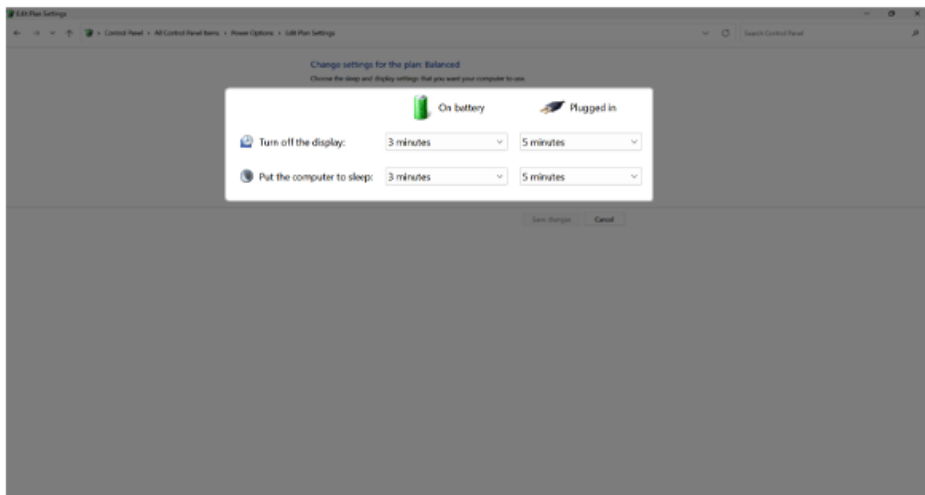 Edit Plan Settings
Control Panel › All Control Panel Items › Power Options › Edit Plan Settings
Search Control Panel
Change settings for the plan: Balanced
Choose the sleep and display settings that you want your computer to use.
On battery Plugged in
Turn off the display: 3 minutes 5 minutes
Put the computer to sleep: 3 minutes 5 minutes
Save changes Cancel